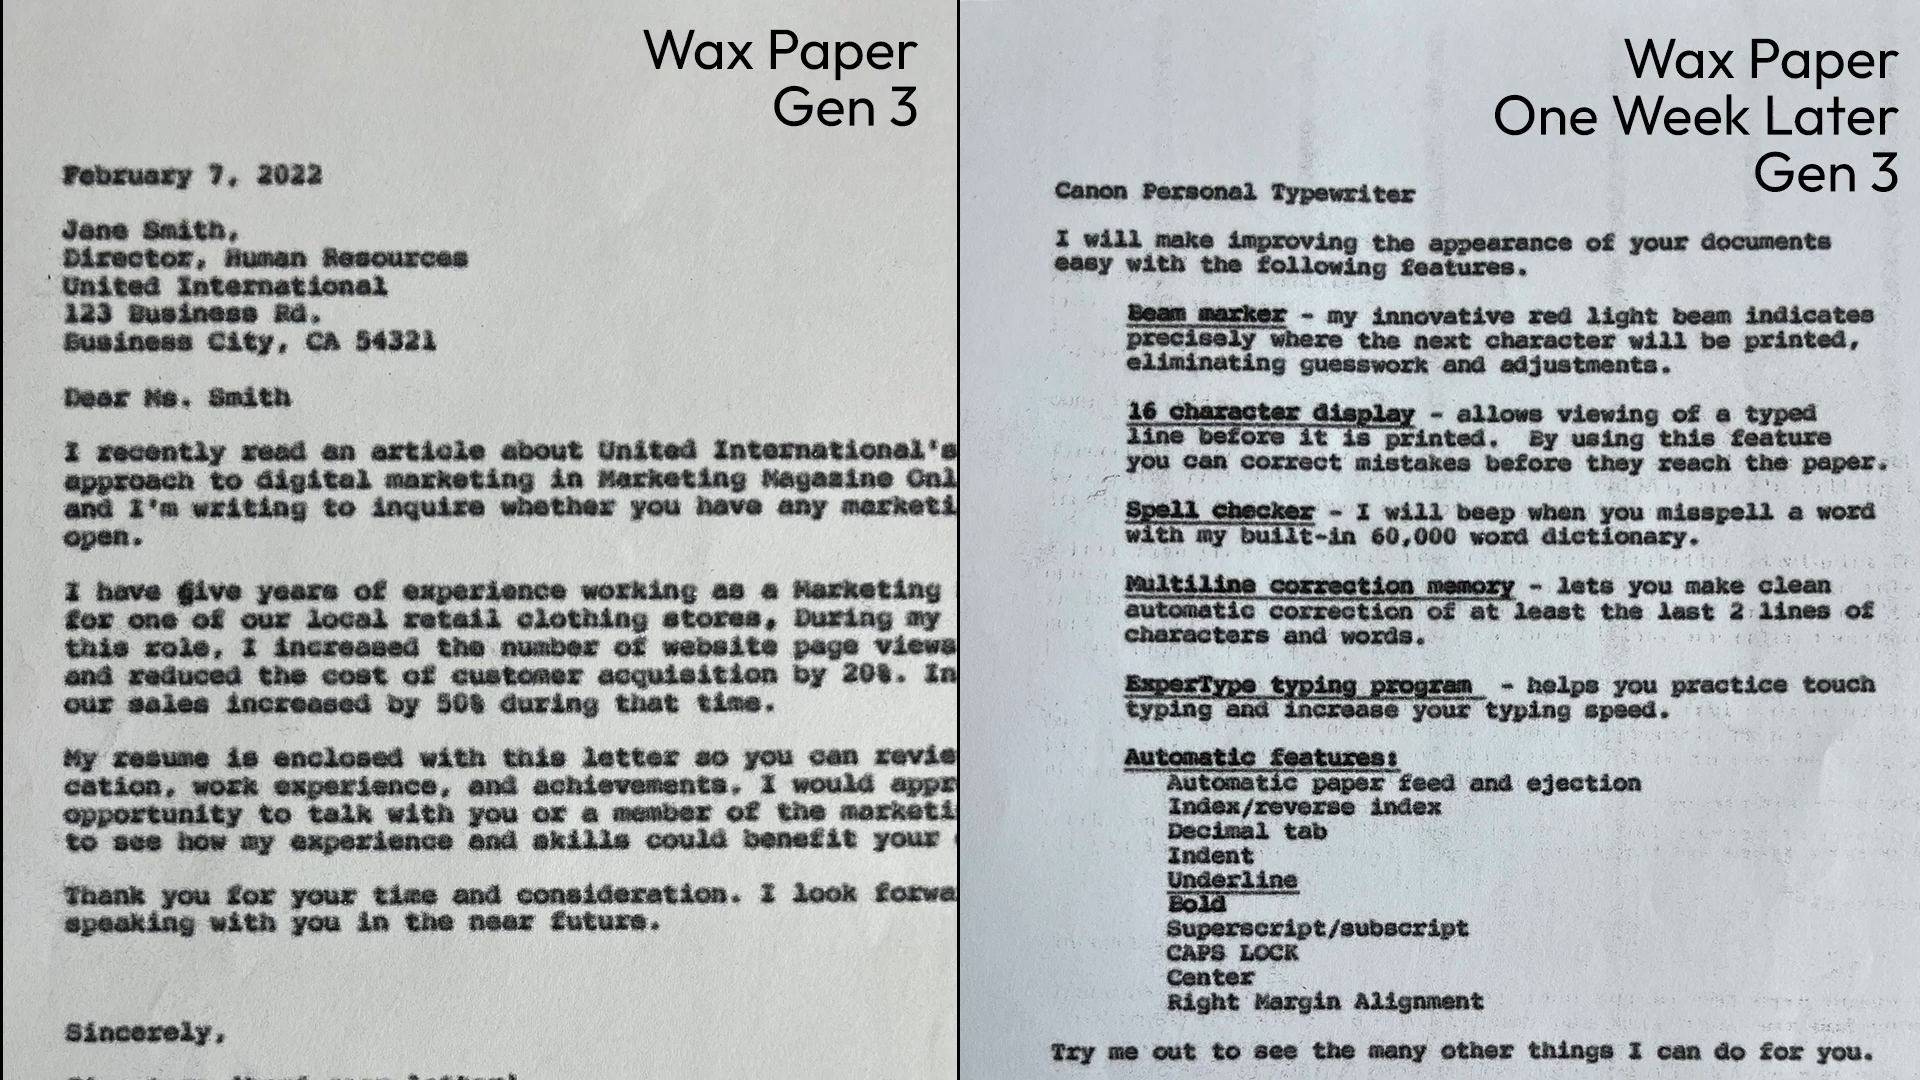 Wax Paper
Gen 3
February 7, 2022
Jane Smith,
Director, Human Resources
United International
123 Business Rd.
Business City, CA 54321
Dear Ms. Smith
I recently read an article about United International's
approach to digital marketing in Marketing Magazine Onl
and I'm writing to inquire whether you have any marketi
open.
I have five years of experience working as a Marketing
for one of our local retail clothing stores, During my
this role, I increased the number of website page views
and reduced the cost of customer acquisition by 20%. In
our sales increased by 50% during that time.
My resume is enclosed with this letter so you can revie
cation, work experience, and achievements. I would appr
opportunity to talk with you or a member of the marketi
to see how my experience and skills could benefit your
Thank you for your time and consideration. I look forwa
speaking with you in the near future.
Sincerely,
Wax Paper
One Week Later
Gen 3
Canon Personal Typewriter
I will make improving the appearance of your documents
easy with the following features.
Beam marker - my innovative red light beam indicates
precisely where the next character will be printed,
eliminating guesswork and adjustments.
16 character display - allows viewing of a typed
line before it is printed. By using this feature
you can correct mistakes before they reach the paper.
Spell checker - I will beep when you misspell a word
with my built-in 60,000 word dictionary.
Multiline correction memory - lets you make clean
automatic correction of at least the last 2 lines of
characters and words.
ExperType typing program - helps you practice touch
typing and increase your typing speed.
Automatic features:
Automatic paper feed and ejection
Index/reverse index
Decimal tab
Indent
Underline
Bold
Superscript/subscript
CAPS LOCK
Center
Right Margin Alignment
Try me out to see the many other things I can do for you.